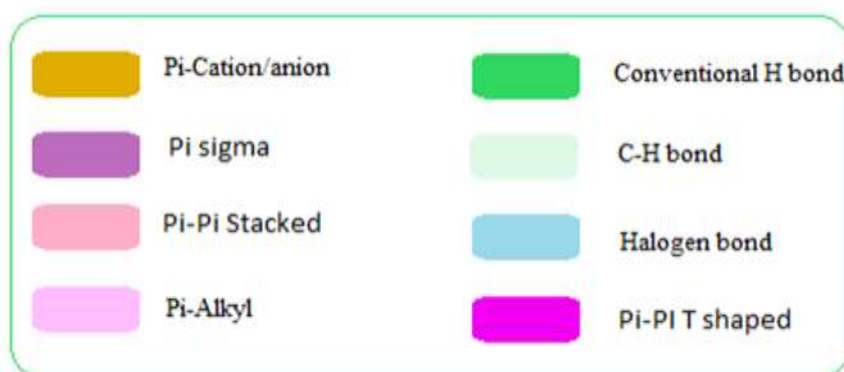 Pi-Cation/anion
Pi sigma
Pi-Pi Stacked
Pi-Alkyl
Conventional H bond
C-H bond
Halogen bond
Pi-PI T shaped